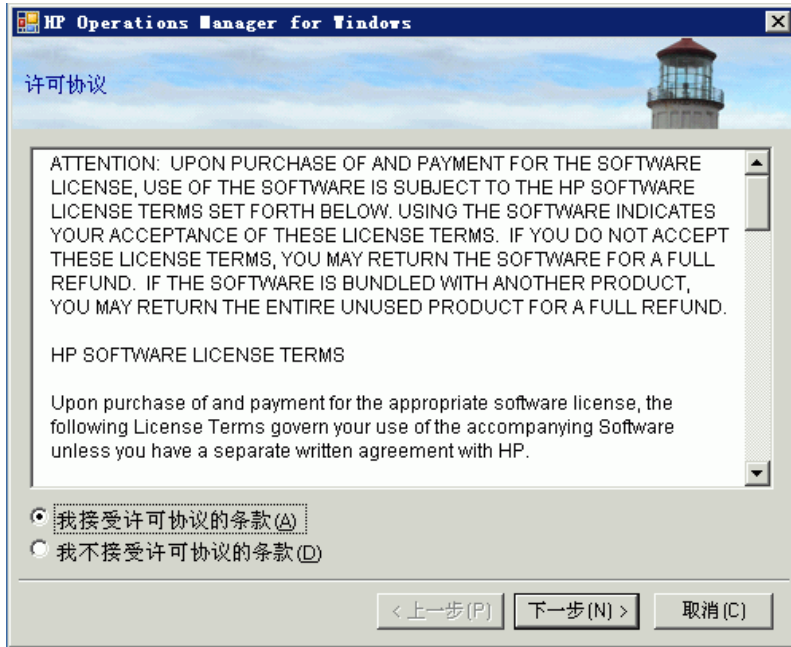 HP Operations Manager for Windows
许可协议
ATTENTION: UPON PURCHASE OF AND PAYMENT FOR THE SOFTWARE
LICENSE, USE OF THE SOFTWARE IS SUBJECT TO THE HP SOFTWARE
LICENSE TERMS SET FORTH BELOW. USING THE SOFTWARE INDICATES
YOUR ACCEPTANCE OF THESE LICENSE TERMS. IF YOU DO NOT ACCEPT
THESE LICENSE TERMS, YOU MAY RETURN THE SOFTWARE FOR A FULL
REFUND. IF THE SOFTWARE IS BUNDLED WITH ANOTHER PRODUCT,
YOU MAY RETURN THE ENTIRE UNUSED PRODUCT FOR A FULL REFUND.
HP SOFTWARE LICENSE TERMS
Upon purchase of and payment for the appropriate software license, the
following License Terms govern your use of the accompanying Software
unless you have a separate written agreement with HP.
我接受许可协议的条款(A)
我不接受许可协议的条款(D)
< 上一步(P) 下一步(N) > 取消(C)